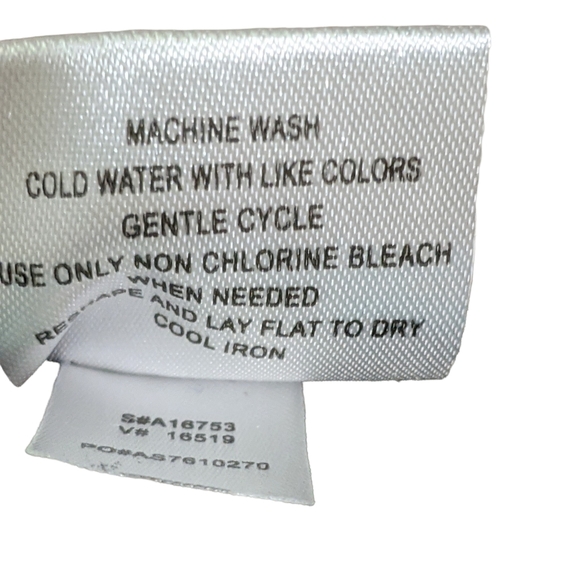 MACHINE WASH
COLD WATER WITH LIKE COLORS
GENTLE CYCLE
USE ONLY NON CHLORINE BLEACH
WHEN NEEDED
RESHAPE AND LAY FLAT TO DRY
COOL IRON
S#A16753
V# 16519
PO#AS7610270